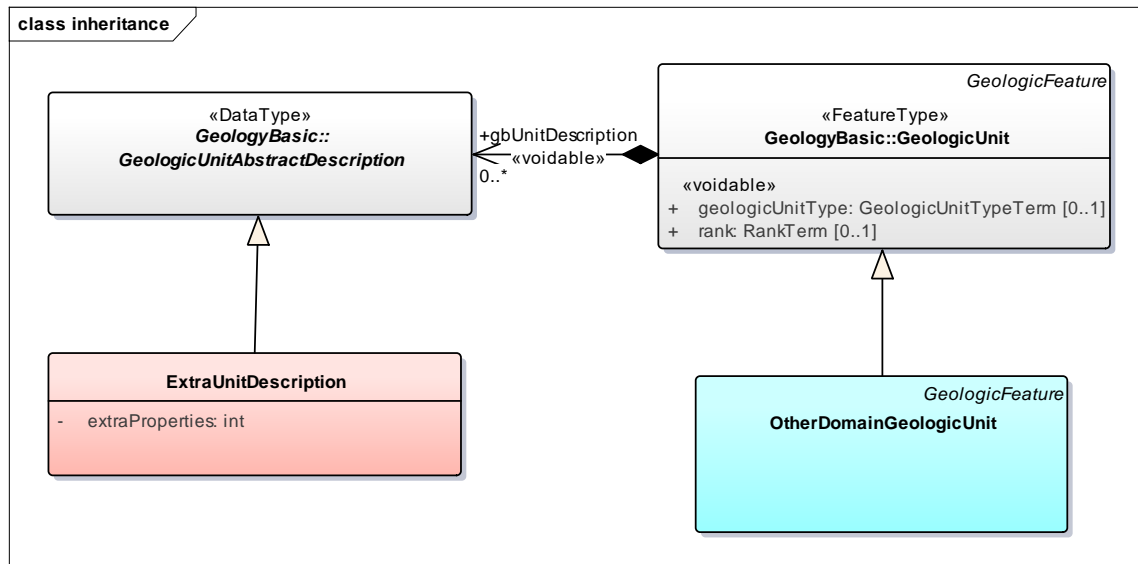 class inheritance
«DataType»
GeologyBasic::
GeologicUnitAbstractDescription
+gbUnitDescription
«voidable»
0..*
GeologicFeature
«FeatureType»
GeologyBasic::GeologicUnit
«voidable»
+ geologicUnitType: GeologicUnitTypeTerm [0..1]
+ rank: RankTerm [0..1]
ExtraUnitDescription
- extraProperties: int
GeologicFeature
OtherDomainGeologicUnit